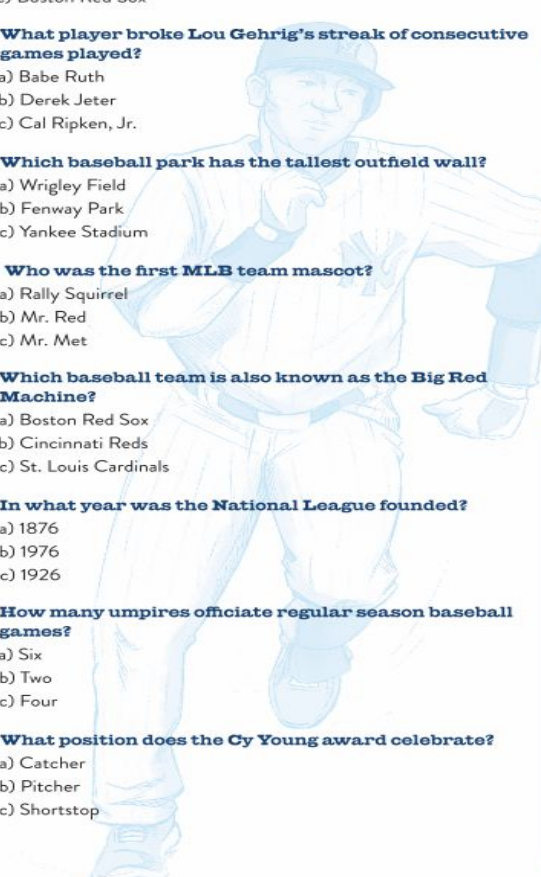 c) Boston Red Sox
What player broke Lou Gehrig's streak of consecutive
games played?
a) Babe Ruth
b) Derek Jeter
c) Cal Ripken, Jr.
Which baseball park has the tallest outfield wall?
a) Wrigley Field
b) Fenway Park
c) Yankee Stadium
Who was the first MLB team mascot?
a) Rally Squirrel
b) Mr. Red
c) Mr. Met
Which baseball team is also known as the Big Red
Machine?
a) Boston Red Sox
b) Cincinnati Reds
c) St. Louis Cardinals
In what year was the National League founded?
a) 1876
b) 1976
c) 1926
How many umpires officiate regular season baseball
games?
a) Six
b) Two
c) Four
What position does the Cy Young award celebrate?
a) Catcher
b) Pitcher
c) Shortstop